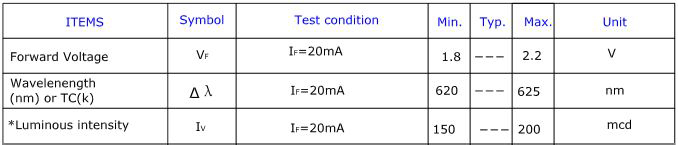 ITEMS Symbol Test condition Min. Typ. Max. Unit
Forward Voltage VF IF=20mA 1.8 --- 2.2 V
Wavelenength
(nm) or TC(k) Δ λ IF=20mA 620 --- 625 nm
*Luminous intensity IV IF=20mA 150 --- 200 mcd